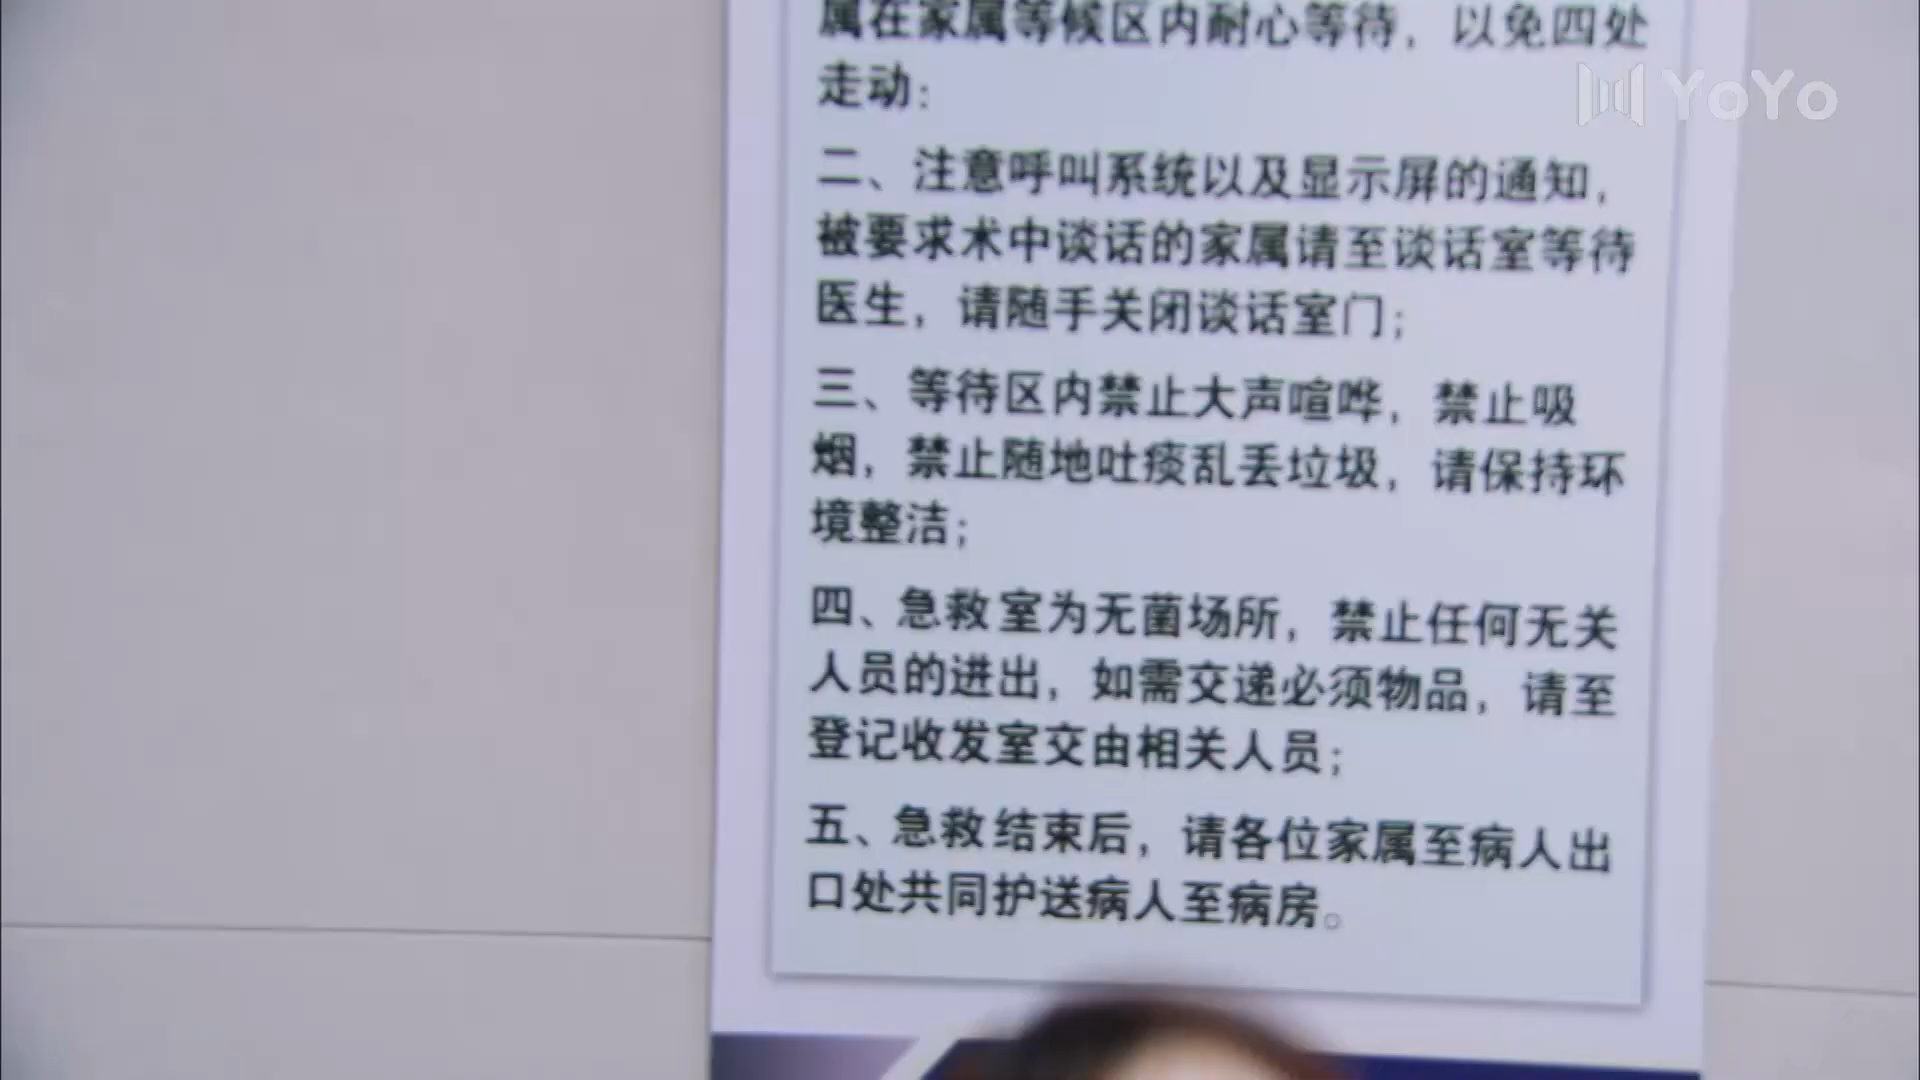 属在家属等候区内耐心等待，以免四处
走动：
二、注意呼叫系统以及显示屏的通知，
被要求术中谈话的家属请至谈话室等待
医生，请随手关闭谈话室门；
三、等待区内禁止大声喧哗，禁止吸
烟，禁止随地吐痰乱丢垃圾，请保持环
境整洁；
四、急救室为无菌场所，禁止任何无关
人员的进出，如需交递必须物品，请至
登记收发室交由相关人员；
五、急救结束后，请各位家属至病人出
口处共同护送病人至病房。
YoYo